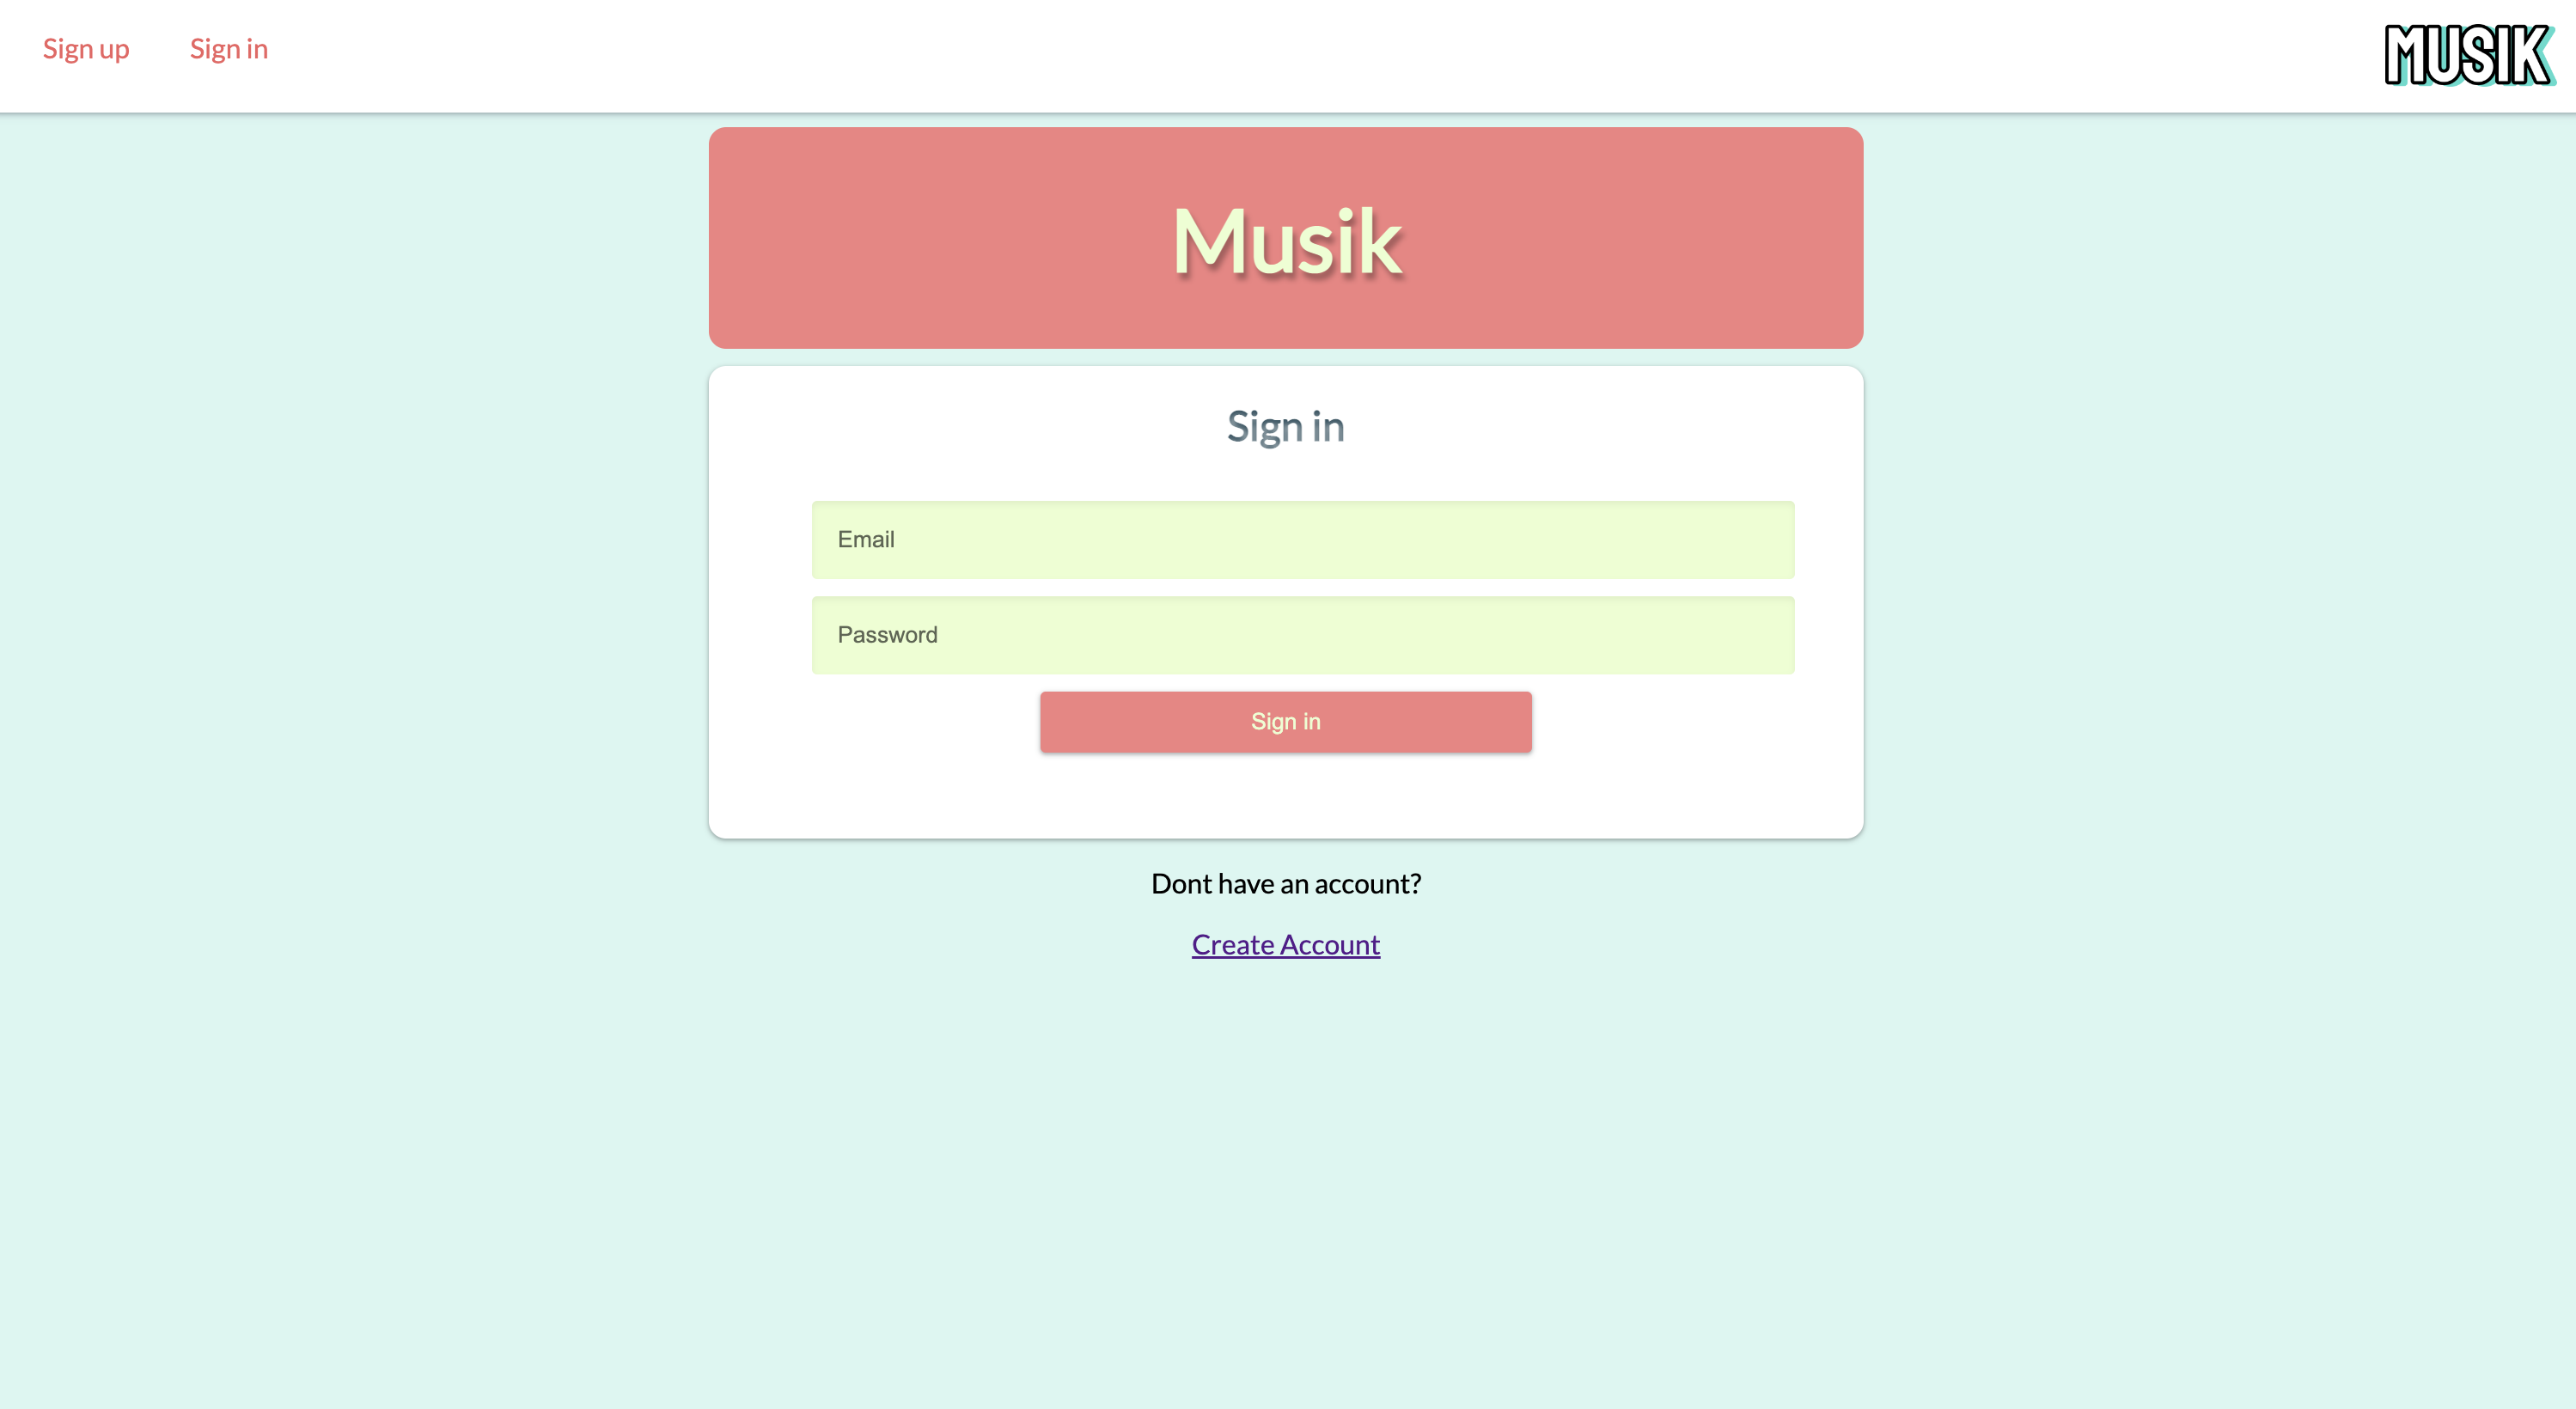 Sign up Sign in MUSIK
Musik
Sign in
Email
Password
Sign in
Dont have an account?
Create Account